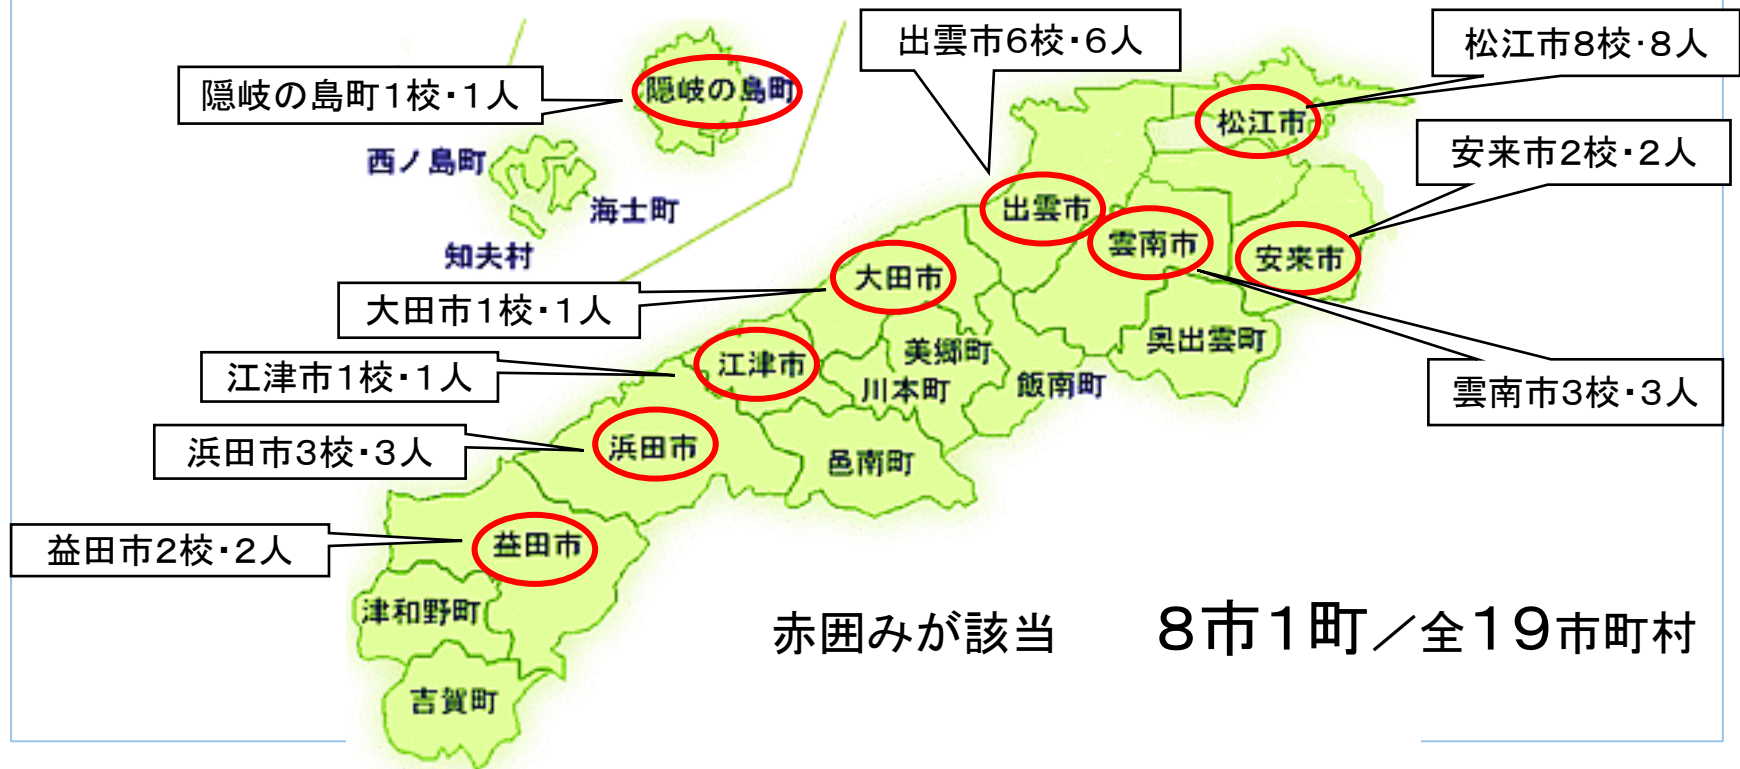 出雲市6校・6人
松江市8校・8人
隠岐の島町1校・1人
隠岐の島町
松江市
安来市2校・2人
西ノ島町
海士町
知夫村
出雲市
雲南市
安来市
大田市
大田市1校・1人
奥出雲町
美郷町
江津市
江津市1校・1人
川本町
飯南町
雲南市3校・3人
浜田市
浜田市3校・3人
邑南町
益田市2校・2人
益田市
津和野町
赤囲みが該当　8市1町／全19市町村
吉賀町